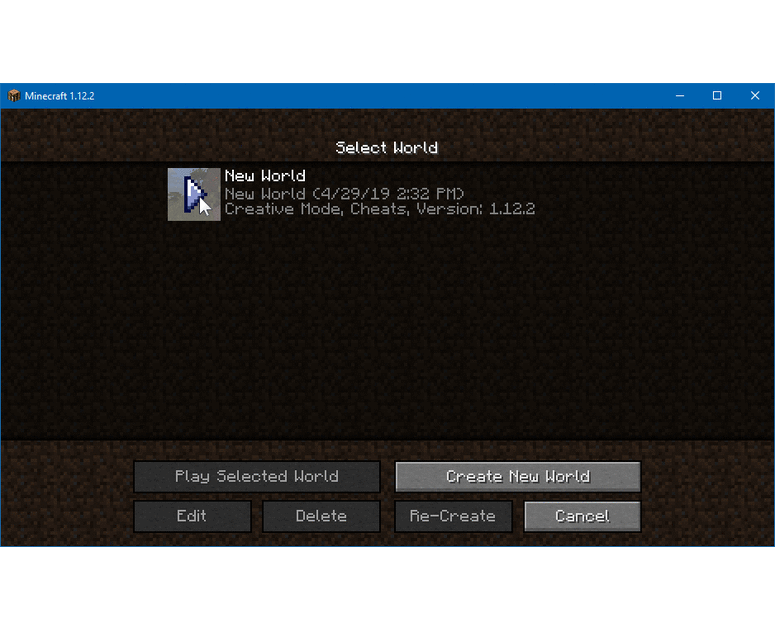 Minecraft 1.12.2
Select World
New World
New World (4/29/19 2:32 PM)
Creative Mode, Cheats, Version: 1.12.2
Play Selected World
Create New World
Edit
Delete
Re-Create
Cancel